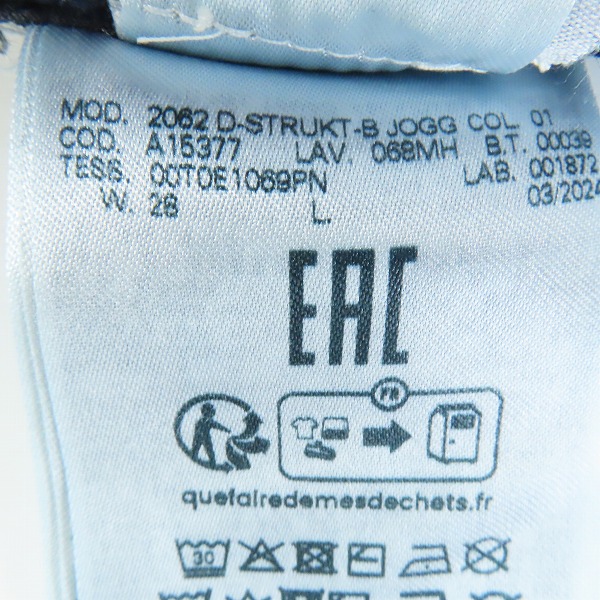 MOD. 2062 D-STRUKT-B JOGG COL 01
COD. A15377 LAV. 068MH B.T. 00039
TESS. 00T0E1069PN LAB. 001872
W. 28 L. 03/2024
EAC
FR
quefairedemesdechets.fr
30